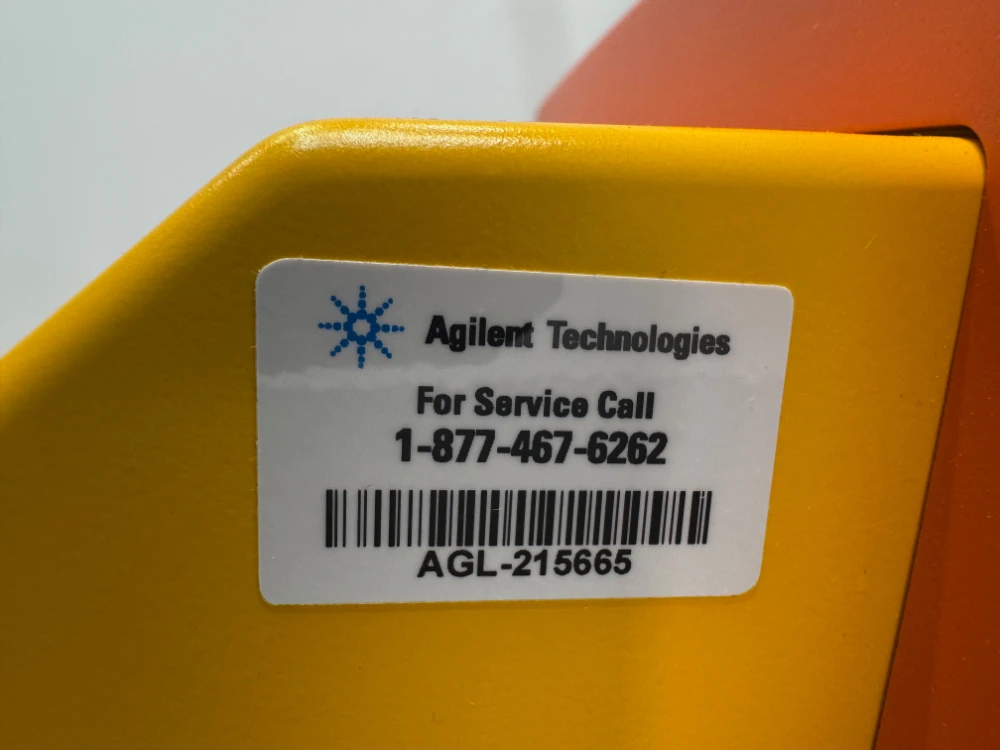 Agilent Technologies
For Service Call
1-877-467-6262
AGL-215665